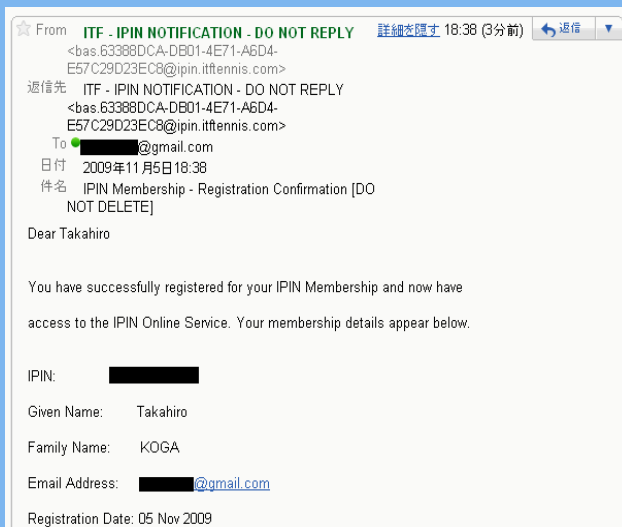 From ITF - IPIN NOTIFICATION - DO NOT REPLY 詳細を隠す 18:38 (3分前) 返信
<bas.63388DCA-DB01-4E71-A6D4-
E57C29D23EC8@ipin.itftennis.com>
返信先 ITF - IPIN NOTIFICATION - DO NOT REPLY
<bas.63388DCA-DB01-4E71-A6D4-
E57C29D23EC8@ipin.itftennis.com>
To @gmail.com
日付 2009年11月5日18:38
件名 IPIN Membership - Registration Confirmation [DO
NOT DELETE]
Dear Takahiro
You have successfully registered for your IPIN Membership and now have
access to the IPIN Online Service. Your membership details appear below.
IPIN:
Given Name: Takahiro
Family Name: KOGA
Email Address: @gmail.com
Registration Date: 05 Nov 2009